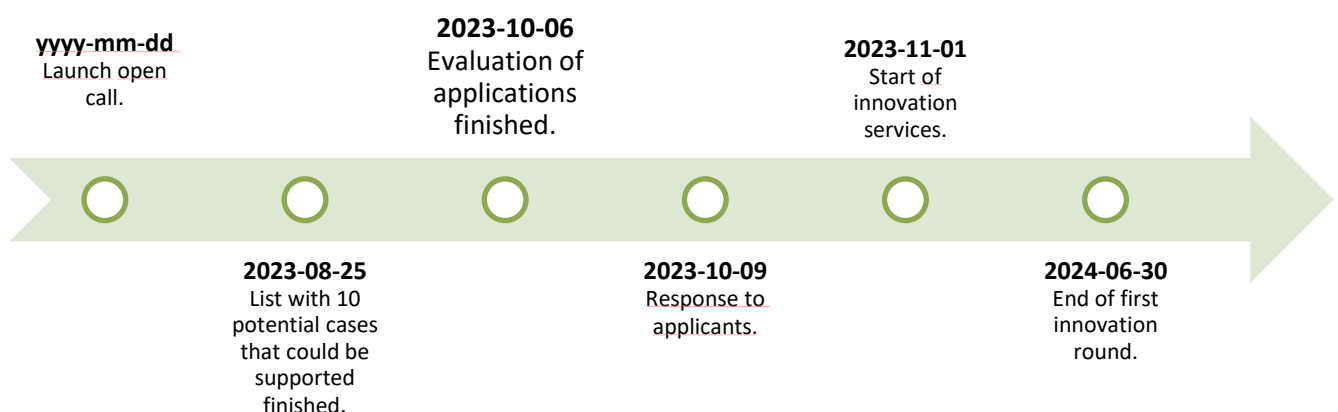 yyyy-mm-dd
Launch open
call.
2023-08-25
List with 10
potential cases
that could be
supported
finished.
2023-10-06
Evaluation of
applications
finished.
2023-10-09
Response to
applicants.
2023-11-01
Start of
innovation
services.
2024-06-30
End of first
innovation
round.